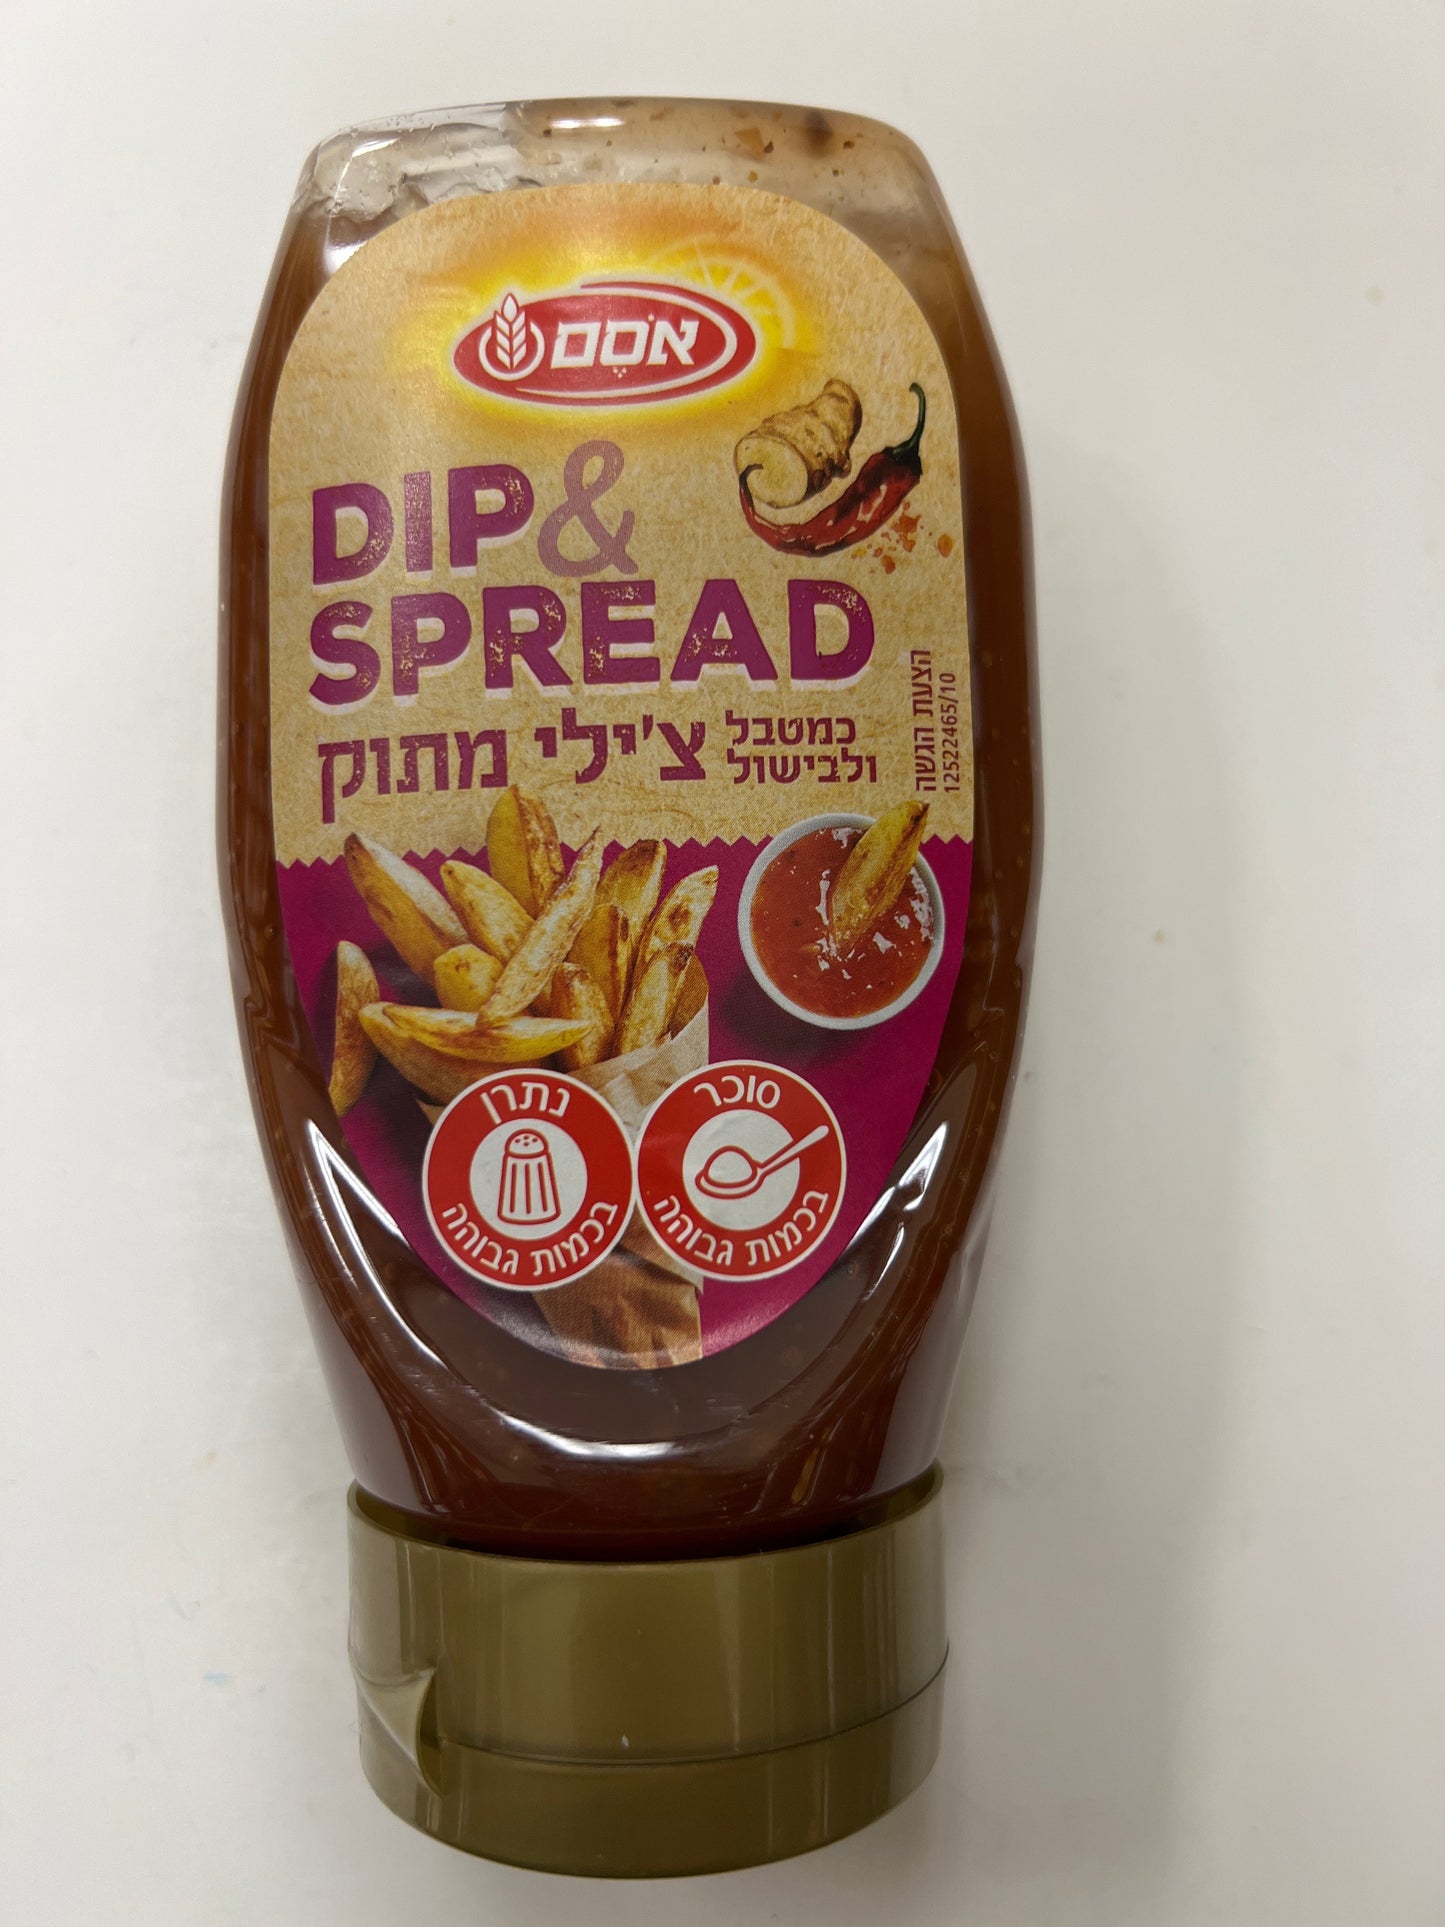 אסם
DIP &
SPREAD
צ'ילי מתוק
כמטבל
ולבישול
הצעת הגשה
12522465/10
נתרן
בכמות גבוהה
סוכר
בכמות גבוהה